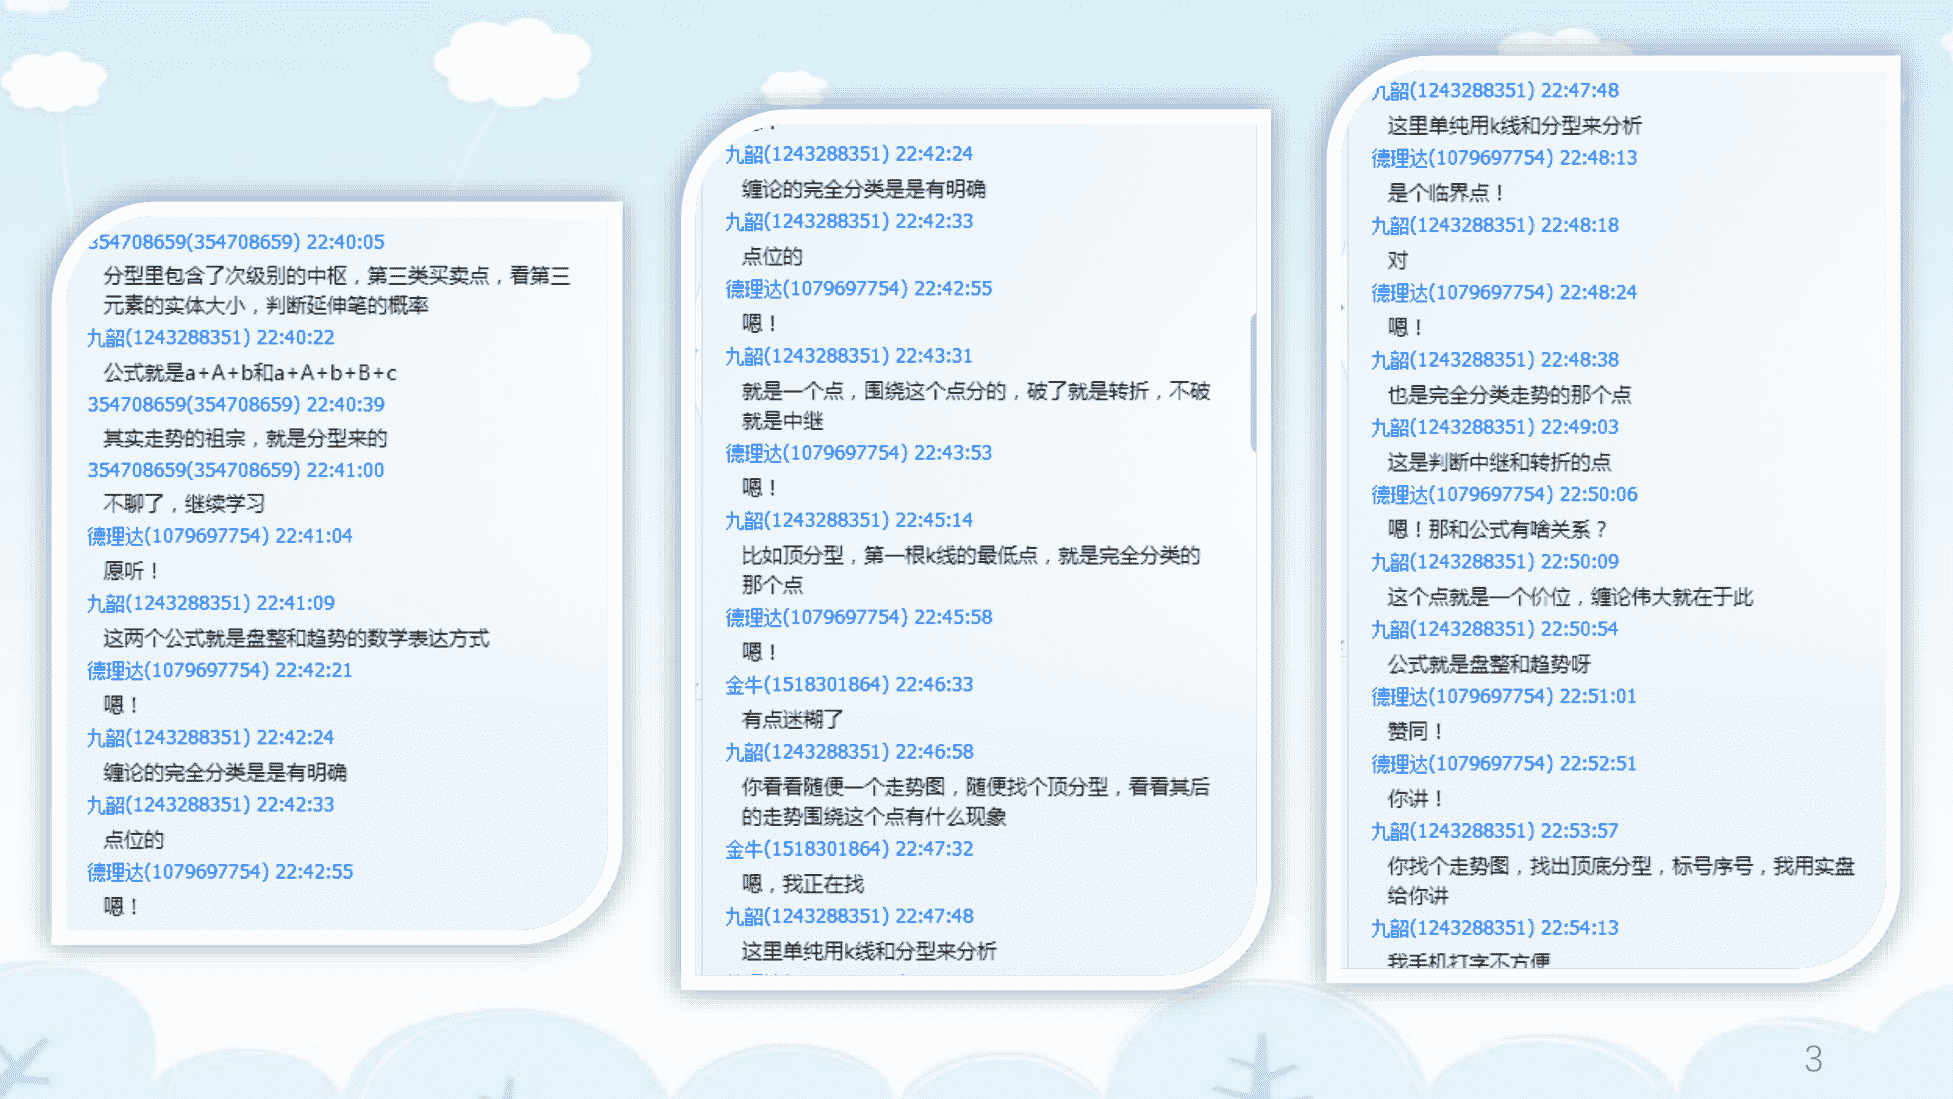 354708659(354708659) 22:40:05
分型里包含了次级别的中枢，第三类买卖点，看第三
元素的实体大小，判断延伸笔的概率
九韶(1243288351) 22:40:22
公式就是a+A+b和a+A+b+B+c
354708659(354708659) 22:40:39
其实走势的祖宗，就是分型来的
354708659(354708659) 22:41:00
不聊了，继续学习
德理达(1079697754) 22:41:04
愿听！
九韶(1243288351) 22:41:09
这两个公式就是盘整和趋势的数学表达方式
德理达(1079697754) 22:42:21
嗯！
九韶(1243288351) 22:42:24
缠论的完全分类是是有明确
九韶(1243288351) 22:42:33
点位的
德理达(1079697754) 22:42:55
嗯！
九韶(1243288351) 22:42:24
缠论的完全分类是是有明确
九韶(1243288351) 22:42:33
点位的
德理达(1079697754) 22:42:55
嗯！
九韶(1243288351) 22:43:31
就是一个点，围绕这个点分的，破了就是转折，不破
就是中继
德理达(1079697754) 22:43:53
嗯！
九韶(1243288351) 22:45:14
比如顶分型，第一根k线的最低点，就是完全分类的
那个点
德理达(1079697754) 22:45:58
嗯！
金牛(1518301864) 22:46:33
有点迷糊了
九韶(1243288351) 22:46:58
你看看随便一个走势图，随便找个顶分型，看看其后
的走势围绕这个点有什么现象
金牛(1518301864) 22:47:32
嗯，我正在找
九韶(1243288351) 22:47:48
这里单纯用k线和分型来分析
九韶(1243288351) 22:47:48
这里单纯用k线和分型来分析
德理达(1079697754) 22:48:13
是个临界点！
九韶(1243288351) 22:48:18
对
德理达(1079697754) 22:48:24
嗯！
九韶(1243288351) 22:48:38
也是完全分类走势的那个点
九韶(1243288351) 22:49:03
这是判断中继和转折的点
德理达(1079697754) 22:50:06
嗯！那和公式有啥关系？
九韶(1243288351) 22:50:09
这个点就是一个价位，缠论伟大就在于此
九韶(1243288351) 22:50:54
公式就是盘整和趋势呀
德理达(1079697754) 22:51:01
赞同！
德理达(1079697754) 22:52:51
你讲！
九韶(1243288351) 22:53:57
你找个走势图，找出顶底分型，标号序号，我用实盘
给你讲
九韶(1243288351) 22:54:13
我手机打字不方便
3